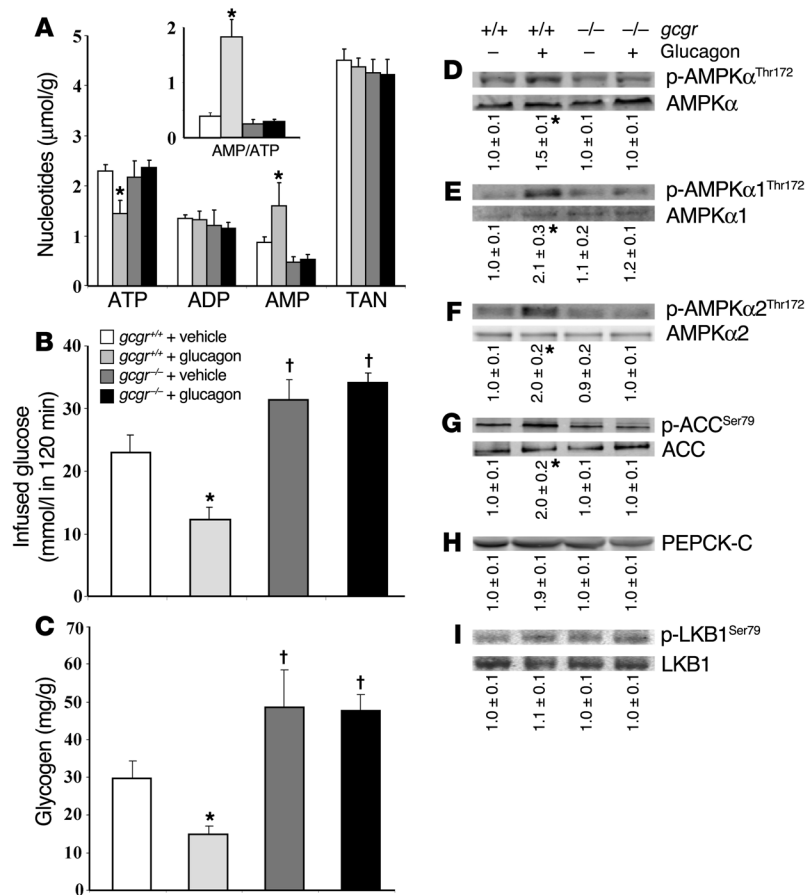 A
Nucleotides (μmol/g)
5
4
3
2
1
0
2
1
0
*
AMP/ATP
*
*
ATP ADP AMP TAN
B
Infused glucose
(mmol/l in 120 min)
40
30
20
10
0
gcgr+/+ + vehicle
gcgr+/+ + glucagon
gcgr–/– + vehicle
gcgr–/– + glucagon
*
†
†
C
Glycogen (mg/g)
70
60
50
40
30
20
10
0
*
†
†
+/+ +/+ –/– –/– gcgr
– + – + Glucagon
D
p-AMPKαThr172
AMPKα
1.0 ± 0.1
1.5 ± 0.1 *
1.0 ± 0.1
1.0 ± 0.1
E
p-AMPKα1Thr172
AMPKα1
1.0 ± 0.1
2.1 ± 0.3 *
1.1 ± 0.2
1.2 ± 0.1
F
p-AMPKα2Thr172
AMPKα2
1.0 ± 0.1
2.0 ± 0.2 *
0.9 ± 0.2
1.0 ± 0.1
G
p-ACCSer79
ACC
1.0 ± 0.1
2.0 ± 0.2 *
1.0 ± 0.1
1.0 ± 0.1
H
PEPCK-C
1.0 ± 0.1
1.9 ± 0.1
1.0 ± 0.1
1.0 ± 0.1
I
p-LKB1Ser79
LKB1
1.0 ± 0.1
1.1 ± 0.1
1.0 ± 0.1
1.0 ± 0.1